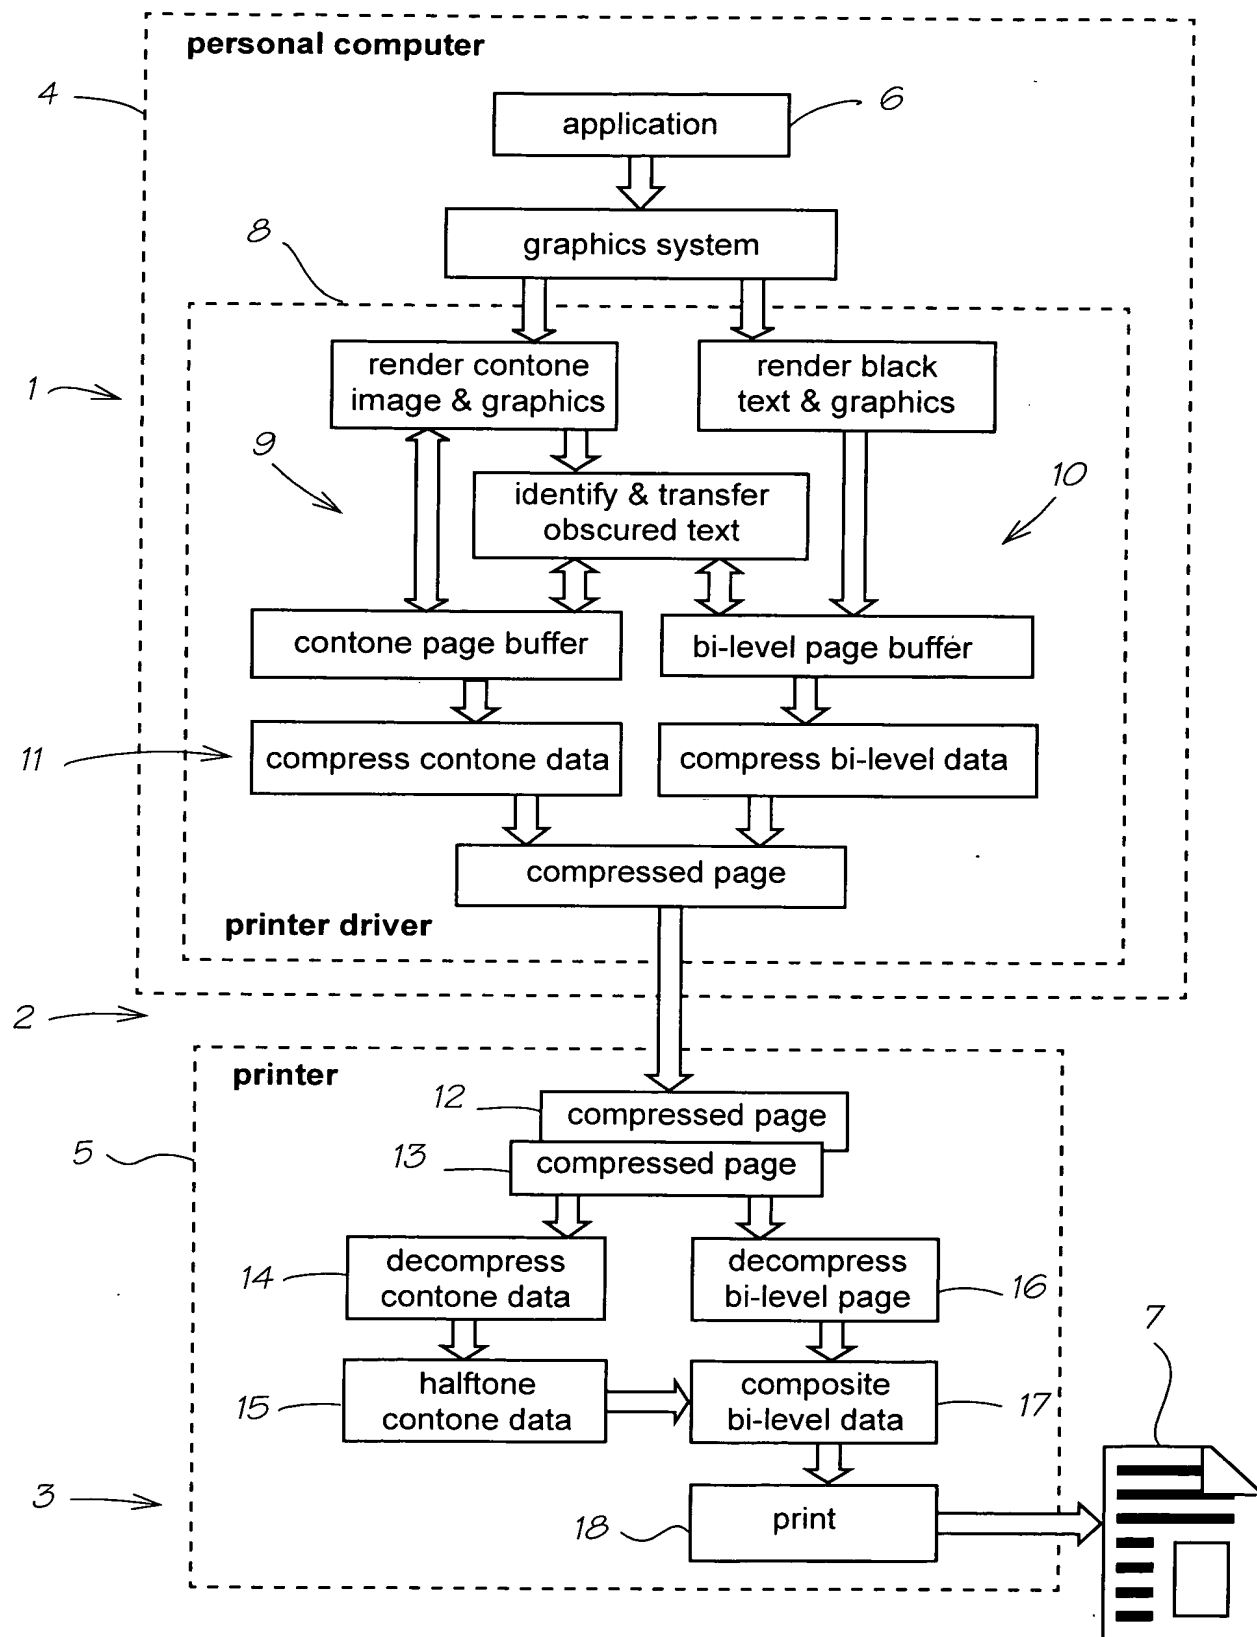 personal computer
4
6
application
graphics system
8
render contone
image & graphics
render black
text & graphics
1
9
10
identify & transfer
obscured text
contone page buffer
bi-level page buffer
11
compress contone data
compress bi-level data
compressed page
printer driver
2
printer
12
compressed page
5
13
compressed page
14
decompress
contone data
decompress
bi-level page
16
7
15
halftone
contone data
composite
bi-level data
17
3
18
print